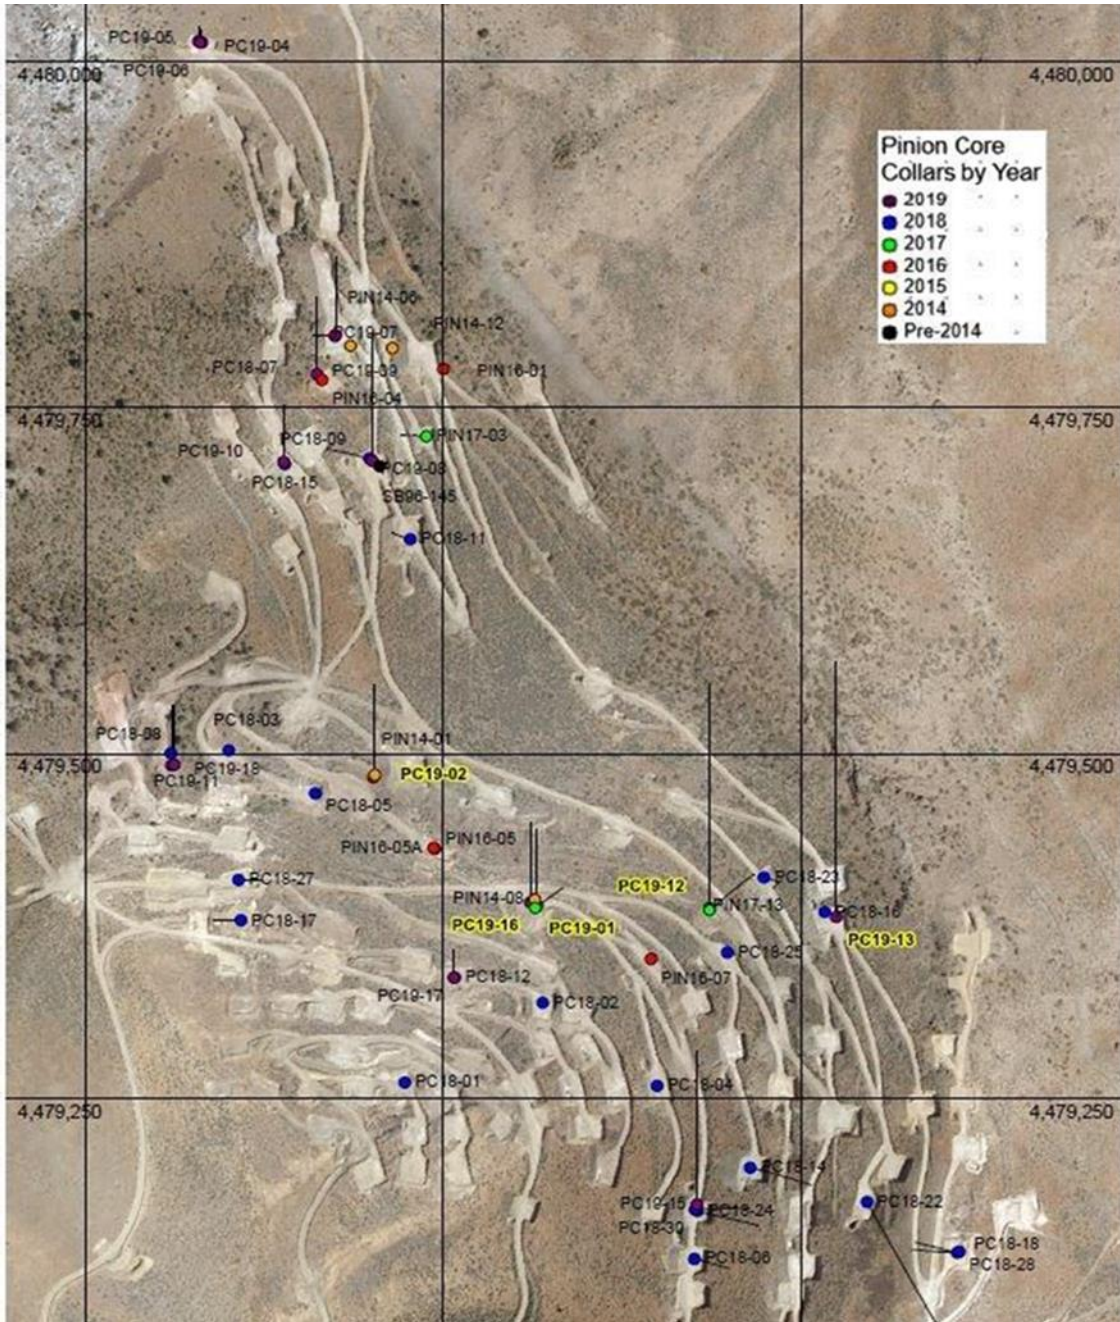 PC19-05
PC19-04
PC19-06
4,480,000
4,480,000
Pinion Core
Collars by Year
2019
2018
2017
2016
2015
2014
Pre-2014
PIN14-06
PIN14-12
PC19-07
PC18-07
PC19-09
PIN16-01
PIN16-04
4,479,750
4,479,750
PC18-09
PIN17-03
PC19-10
PC19-08
PC18-15
SB96-145
PC18-11
PC18-03
PC18-08
PIN14-01
4,479,500
4,479,500
PC19-11
PC19-18
PC19-02
PC18-05
PIN16-05
PIN16-05A
PC18-27
PC18-23
PC19-12
PIN14-08
PIN17-13
PC18-16
PC18-17
PC19-16
PC19-01
PC19-13
PC18-25
PC18-12
PIN16-07
PC19-17
PC18-02
PC18-01
PC18-04
4,479,250
4,479,250
PC18-14
PC19-15
PC18-24
PC18-22
PC18-30
PC18-18
PC18-06
PC18-28